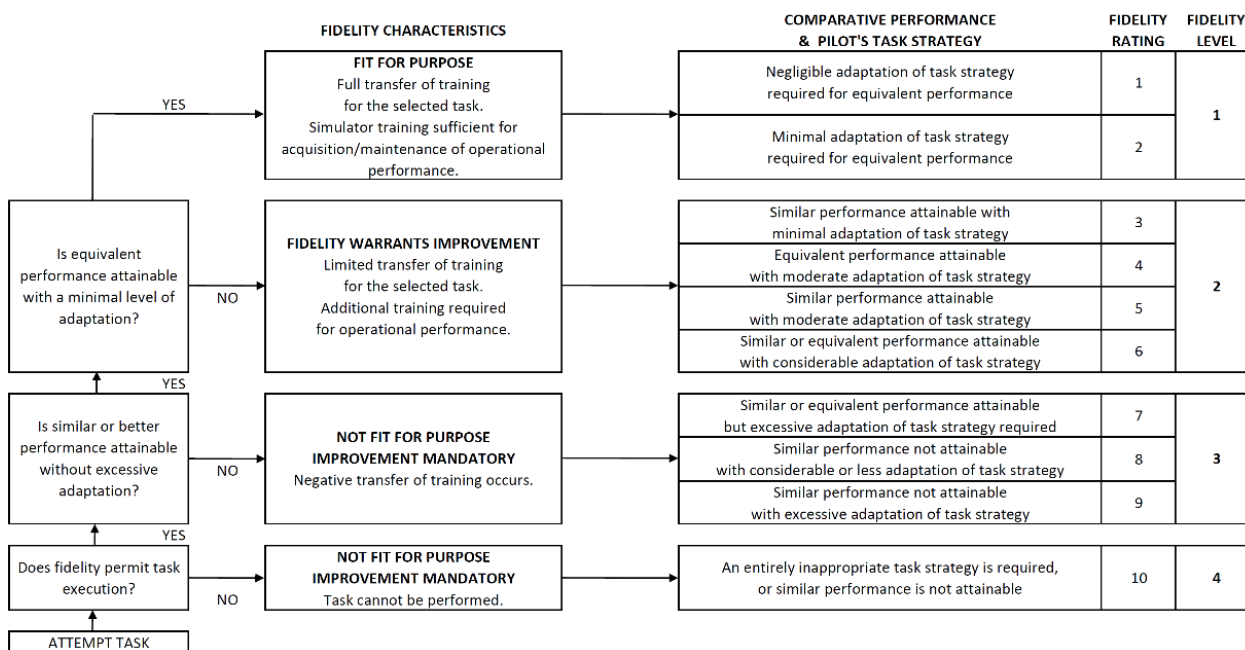 FIDELITY CHARACTERISTICS
COMPARATIVE PERFORMANCE
& PILOT'S TASK STRATEGY
FIDELITY
RATING
FIDELITY
LEVEL
YES
FIT FOR PURPOSE
Full transfer of training
for the selected task.
Simulator training sufficient for
acquisition/maintenance of operational
performance.
Negligible adaptation of task strategy
required for equivalent performance
1
Minimal adaptation of task strategy
required for equivalent performance
2
1
Is equivalent
performance attainable
with a minimal level of
adaptation?
NO
FIDELITY WARRANTS IMPROVEMENT
Limited transfer of training
for the selected task.
Additional training required
for operational performance.
Similar performance attainable with
minimal adaptation of task strategy
3
Equivalent performance attainable
with moderate adaptation of task strategy
4
Similar performance attainable
with moderate adaptation of task strategy
5
Similar or equivalent performance attainable
with considerable adaptation of task strategy
6
2
YES
Is similar or better
performance attainable
without excessive
adaptation?
NO
NOT FIT FOR PURPOSE
IMPROVEMENT MANDATORY
Negative transfer of training occurs.
Similar or equivalent performance attainable
but excessive adaptation of task strategy required
7
Similar performance not attainable
with considerable or less adaptation of task strategy
8
Similar performance not attainable
with excessive adaptation of task strategy
9
3
YES
Does fidelity permit task
execution?
NO
NOT FIT FOR PURPOSE
IMPROVEMENT MANDATORY
Task cannot be performed.
An entirely inappropriate task strategy is required,
or similar performance is not attainable
10
4
ATTEMPT TASK